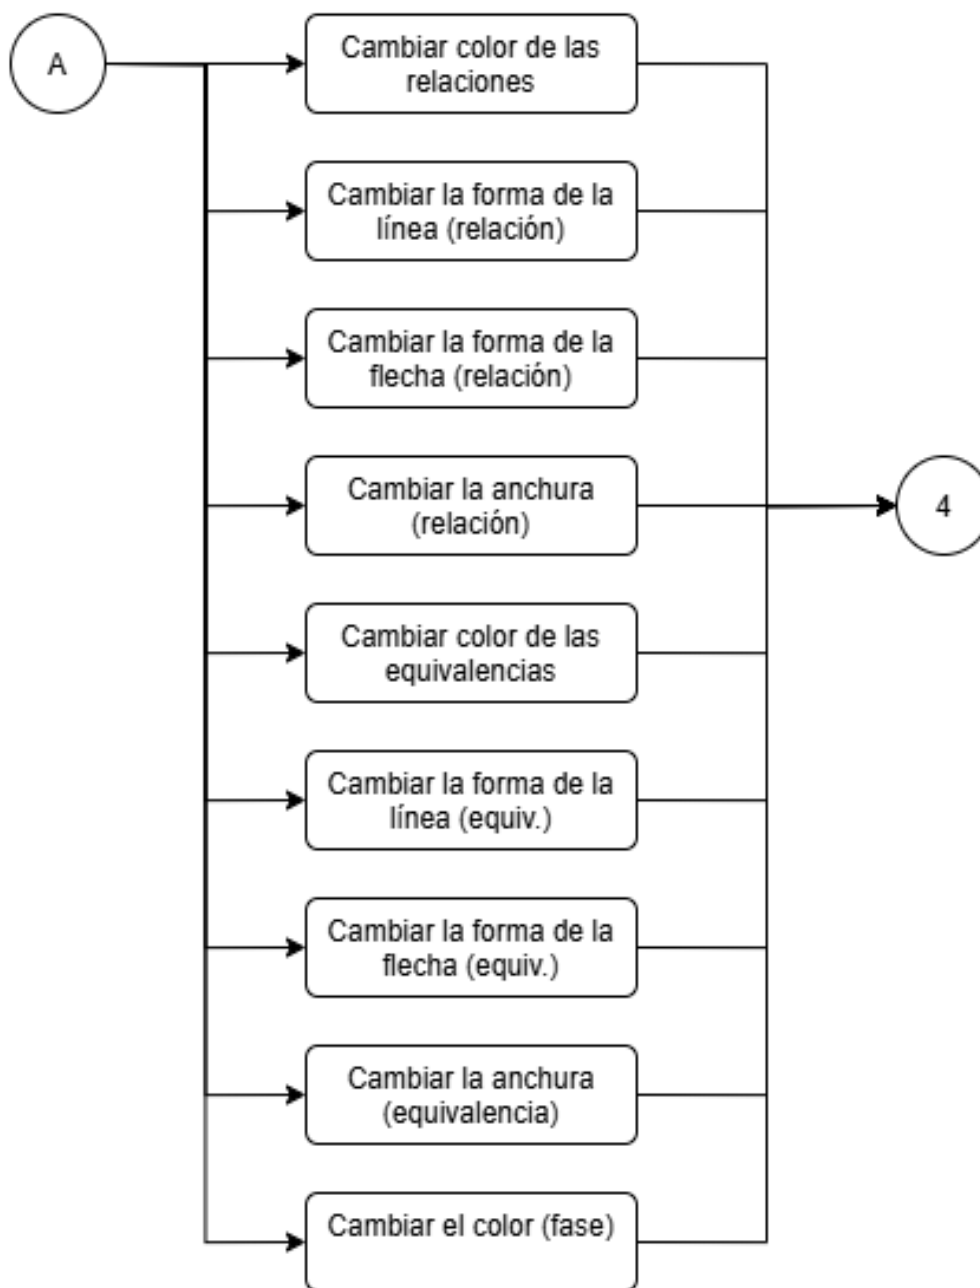 A
Cambiar color de las
relaciones
Cambiar la forma de la
línea (relación)
Cambiar la forma de la
flecha (relación)
Cambiar la anchura
(relación)
4
Cambiar color de las
equivalencias
Cambiar la forma de la
línea (equiv.)
Cambiar la forma de la
flecha (equiv.)
Cambiar la anchura
(equivalencia)
Cambiar el color (fase)